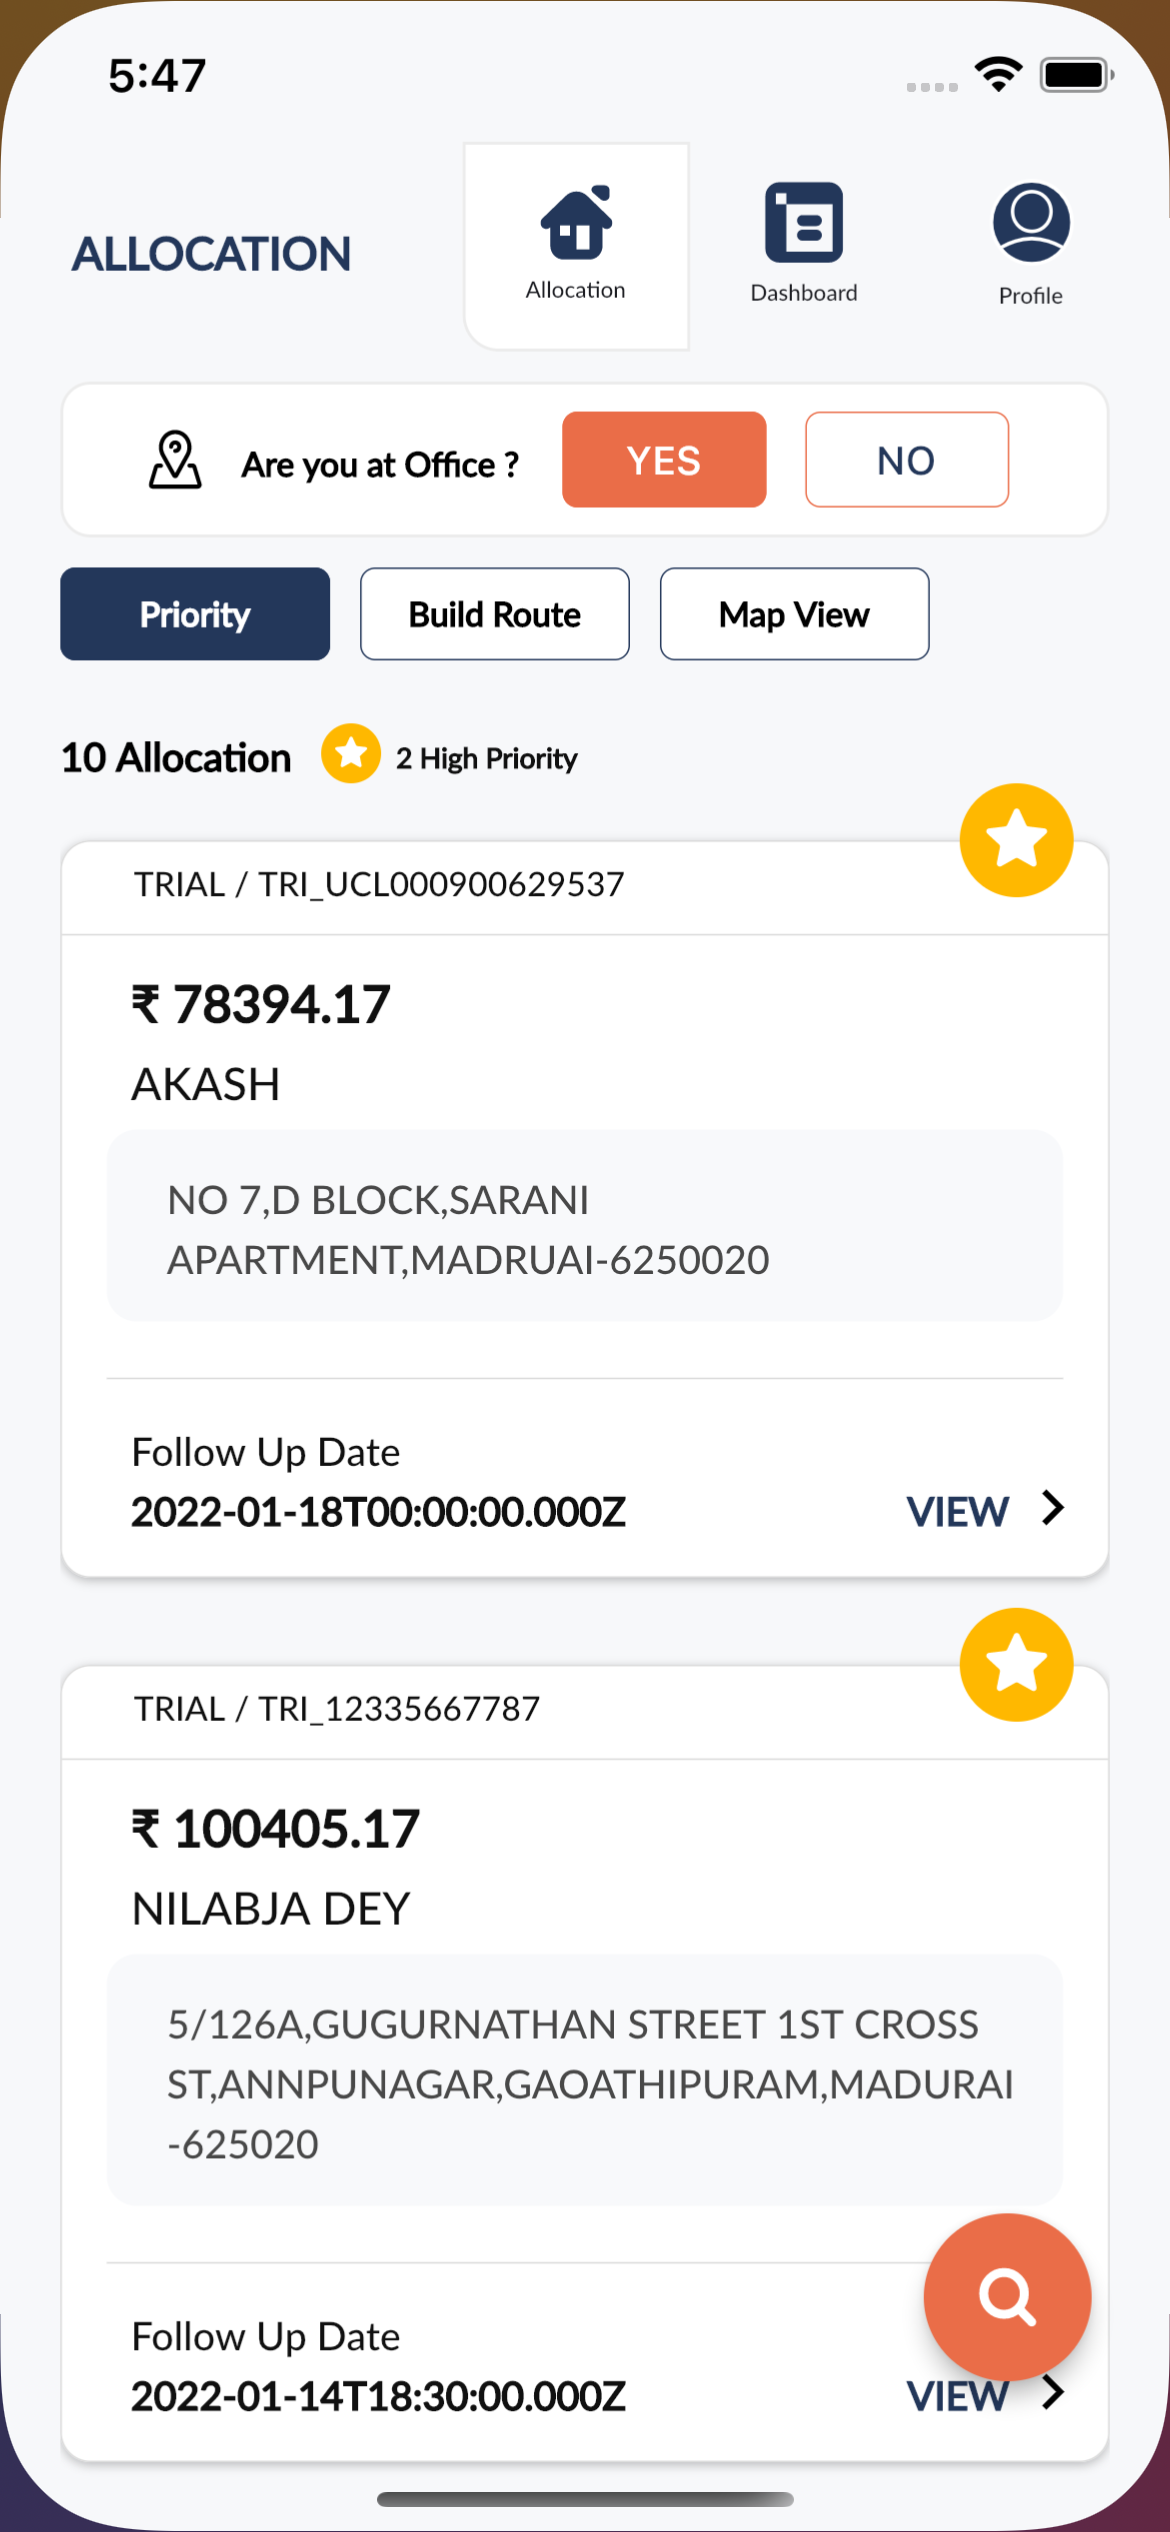 5:47
ALLOCATION
Allocation
Dashboard
Profile
Are you at Office ?
YES
NO
Priority
Build Route
Map View
10 Allocation
2 High Priority
TRIAL / TRI_UCL000900629537
₹ 78394.17
AKASH
NO 7,D BLOCK,SARANI
APARTMENT,MADRUAI-6250020
Follow Up Date
2022-01-18T00:00:00.000Z
VIEW
TRIAL / TRI_12335667787
₹ 100405.17
NILABJA DEY
5/126A,GUGURNATHAN STREET 1ST CROSS
ST,ANNPUNAGAR,GAOATHIPURAM,MADURAI
-625020
Follow Up Date
2022-01-14T18:30:00.000Z
VIEW